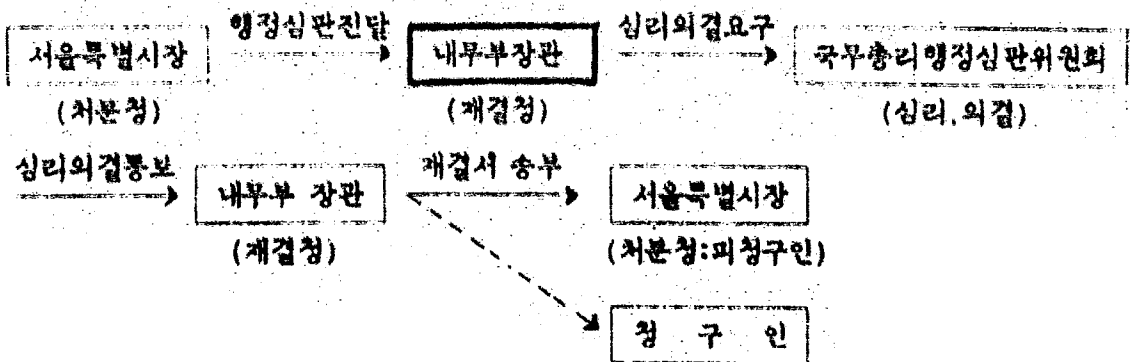 행정심판진달 심리의결요구
서울특별시장 내무부장관 국무총리행정심판위원회
(처분청) (재결청) (심리,의결)
심리의결통보 재결서 송부
내무부 장관 서울특별시장
(재결청) (처분청:피청구인)
청 구 인